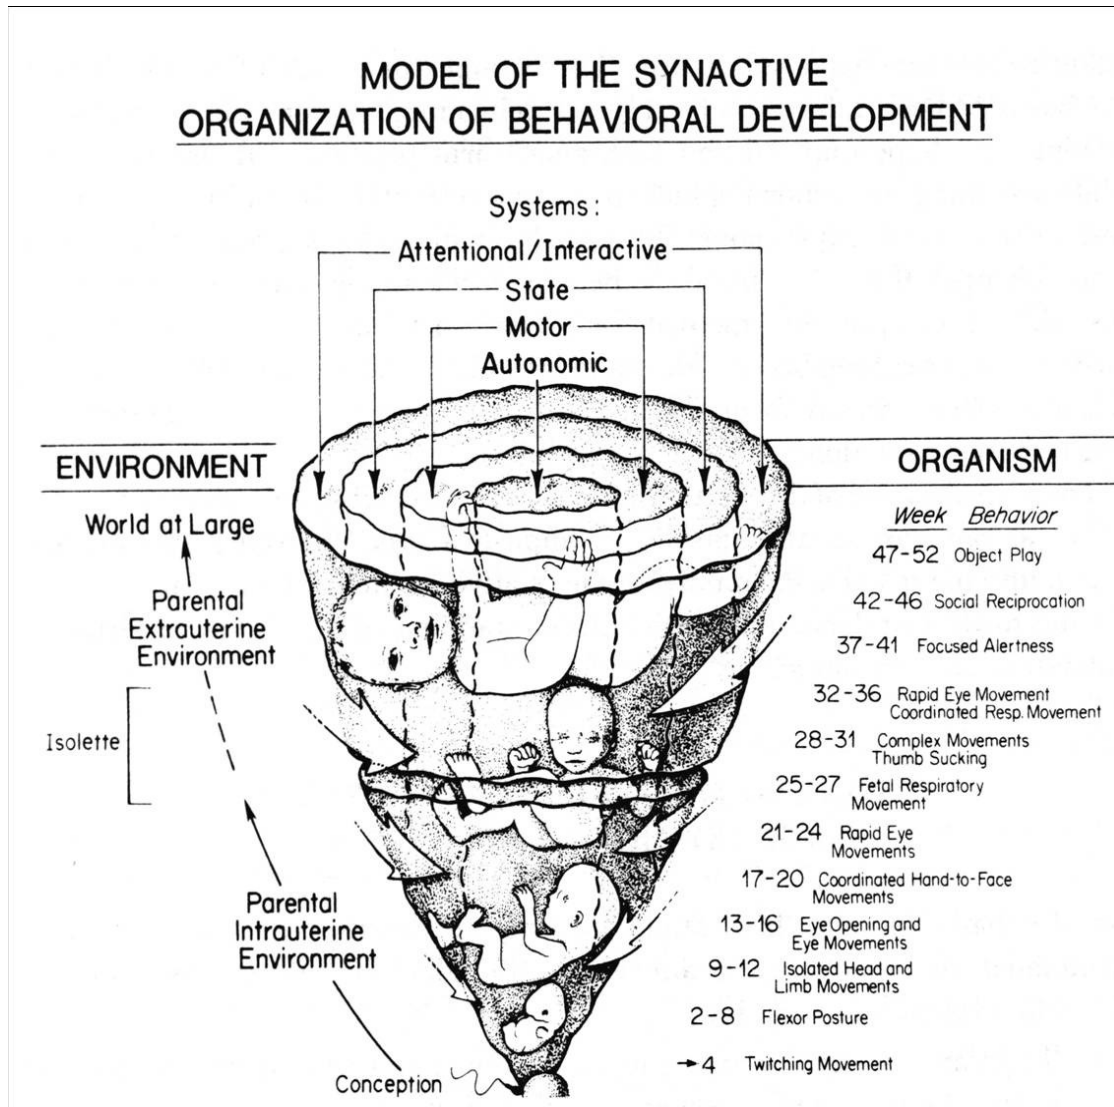 MODEL OF THE SYNACTIVE
ORGANIZATION OF BEHAVIORAL DEVELOPMENT
Systems:
Attentional/Interactive
State
Motor
Autonomic
ENVIRONMENT
World at Large
Parental
Extrauterine
Environment
Isolette
Parental
Intrauterine
Environment
Conception
ORGANISM
Week Behavior
47-52 Object Play
42-46 Social Reciprocation
37-41 Focused Alertness
32-36 Rapid Eye Movement
Coordinated Resp. Movement
28-31 Complex Movements
Thumb Sucking
25-27 Fetal Respiratory
Movement
21-24 Rapid Eye
Movements
17-20 Coordinated Hand-to-Face
Movements
13-16 Eye Opening and
Eye Movements
9-12 Isolated Head and
Limb Movements
2-8 Flexor Posture
→4 Twitching Movement